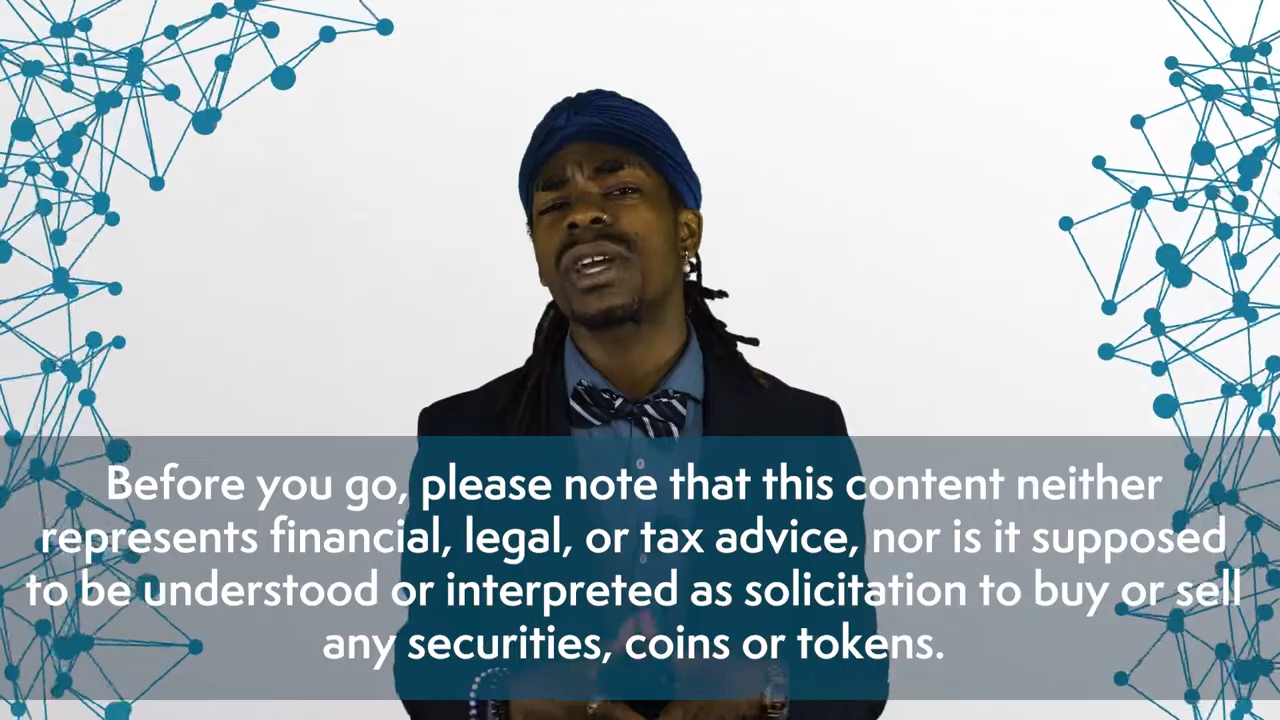 Before you go, please note that this content neither
represents financial, legal, or tax advice, nor is it supposed
to be understood or interpreted as solicitation to buy or sell
any securities, coins or tokens.